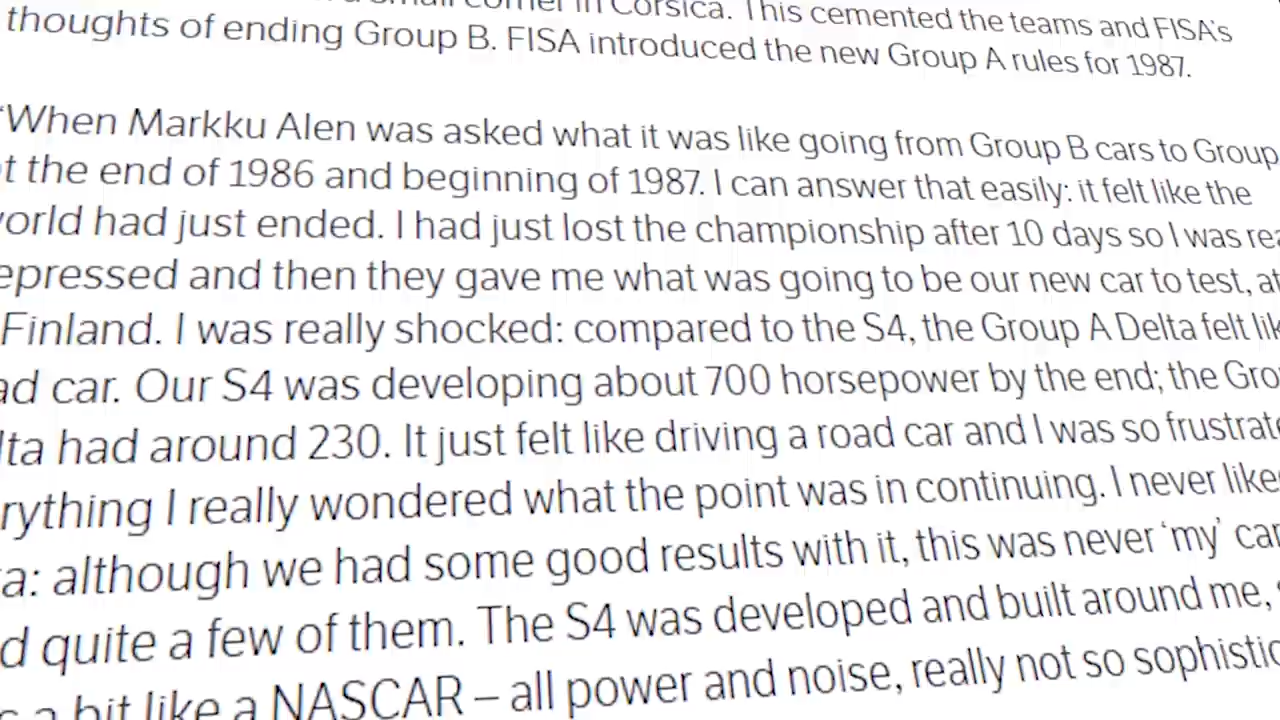 in Corsica. This cemented the teams and FISA's
thoughts of ending Group B. FISA introduced the new Group A rules for 1987.
'When Markku Alen was asked what it was like going from Group B cars to Group
the end of 1986 and beginning of 1987. I can answer that easily: it felt like the
had just ended. I had just lost the championship after 10 days so I was
and then they gave me what was going to be our new car to test,
Finland. I was really shocked: compared to the S4, the Group A Delta felt
car. Our S4 was developing about 700 horsepower by the end; the
had around 230. It just felt like driving a road car and I was so
I really wondered what the point was in continuing. I never
although we had some good results with it, this was never 'my' car
quite a few of them. The S4 was developed and built around me,
a bit like a NASCAR – all power and noise, really not so